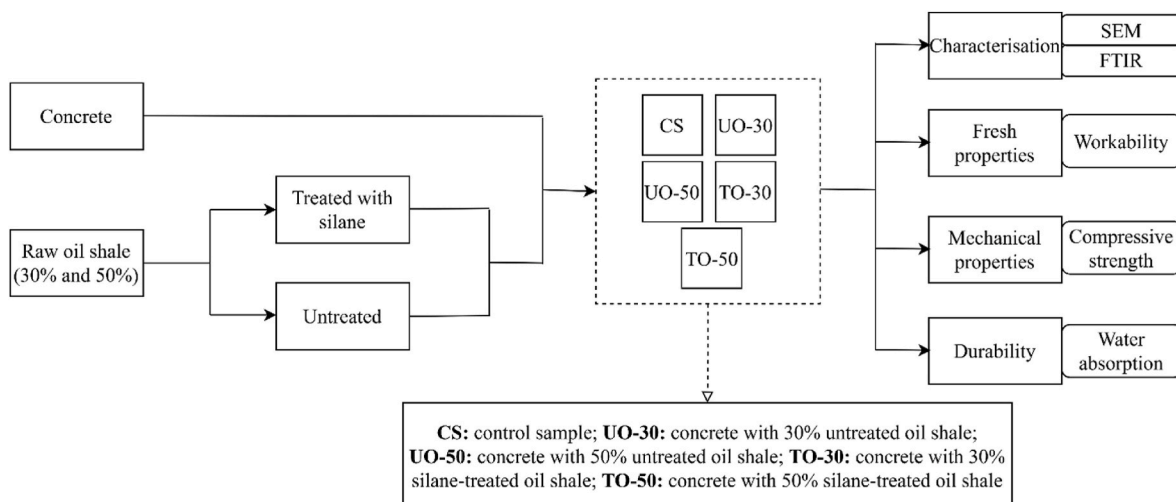 Concrete
Raw oil shale
(30% and 50%)
Treated with
silane
Untreated
CS
UO-30
UO-50
TO-30
TO-50
Characterisation
SEM
FTIR
Fresh
properties
Workability
Mechanical
properties
Compressive
strength
Durability
Water
absorption
CS: control sample; UO-30: concrete with 30% untreated oil shale;
UO-50: concrete with 50% untreated oil shale; TO-30: concrete with 30%
silane-treated oil shale; TO-50: concrete with 50% silane-treated oil shale